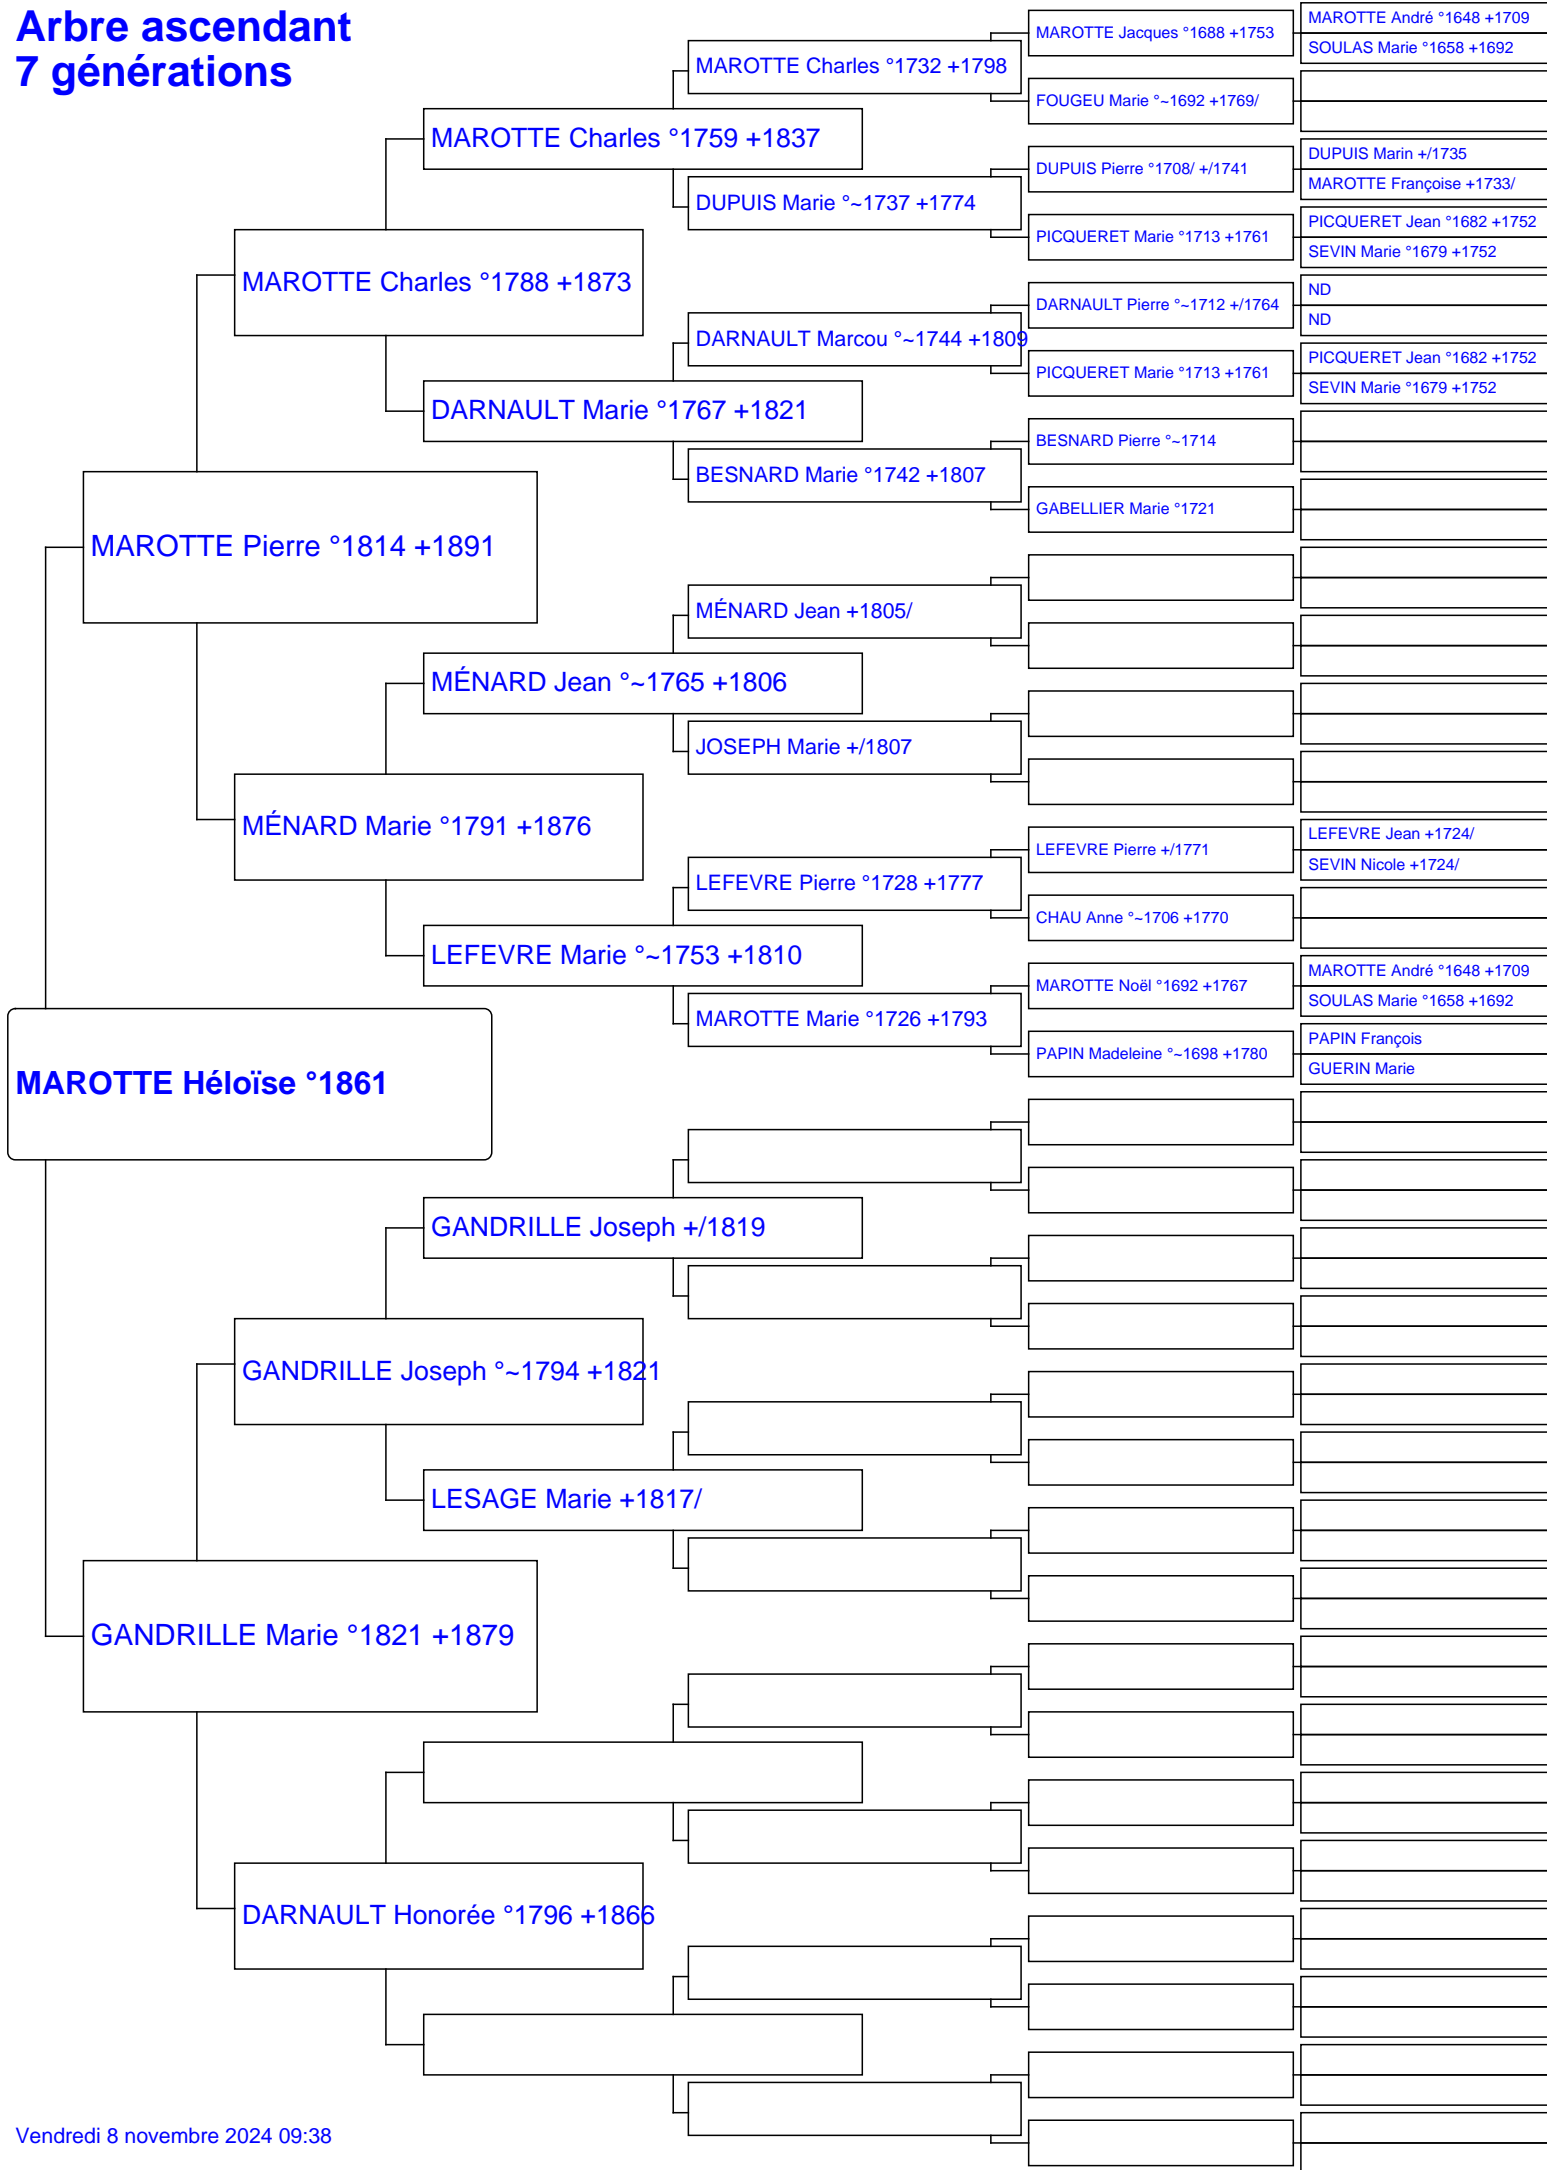 Arbre ascendant
7 générations
MAROTTE Héloïse °1861
MAROTTE Pierre °1814 +1891
GANDRILLE Marie °1821 +1879
MAROTTE Charles °1788 +1873
MÉNARD Marie °1791 +1876
GANDRILLE Joseph °~1794 +1821
DARNAULT Honorée °1796 +1866
MAROTTE Charles °1759 +1837
DARNAULT Marie °1767 +1821
MÉNARD Jean °~1765 +1806
LEFEVRE Marie °~1753 +1810
GANDRILLE Joseph +/1819
LESAGE Marie +1817/
MAROTTE Charles °1732 +1798
DUPUIS Marie °~1737 +1774
DARNAULT Marcou °~1744 +1809
BESNARD Marie °1742 +1807
MÉNARD Jean +1805/
JOSEPH Marie +/1807
LEFEVRE Pierre °1728 +1777
MAROTTE Marie °1726 +1793
MAROTTE Jacques °1688 +1753
FOUGEU Marie °~1692 +1769/
DUPUIS Pierre °1708/ +/1741
PICQUERET Marie °1713 +1761
DARNAULT Pierre °~1712 +/1764
PICQUERET Marie °1713 +1761
BESNARD Pierre °~1714
GABELLIER Marie °1721
LEFEVRE Pierre +/1771
CHAU Anne °~1706 +1770
MAROTTE Noël °1692 +1767
PAPIN Madeleine °~1698 +1780
MAROTTE André °1648 +1709
SOULAS Marie °1658 +1692
DUPUIS Marin +/1735
MAROTTE Françoise +1733/
PICQUERET Jean °1682 +1752
SEVIN Marie °1679 +1752
ND
ND
PICQUERET Jean °1682 +1752
SEVIN Marie °1679 +1752
LEFEVRE Jean +1724/
SEVIN Nicole +1724/
MAROTTE André °1648 +1709
SOULAS Marie °1658 +1692
PAPIN François
GUERIN Marie
Vendredi 8 novembre 2024 09:38